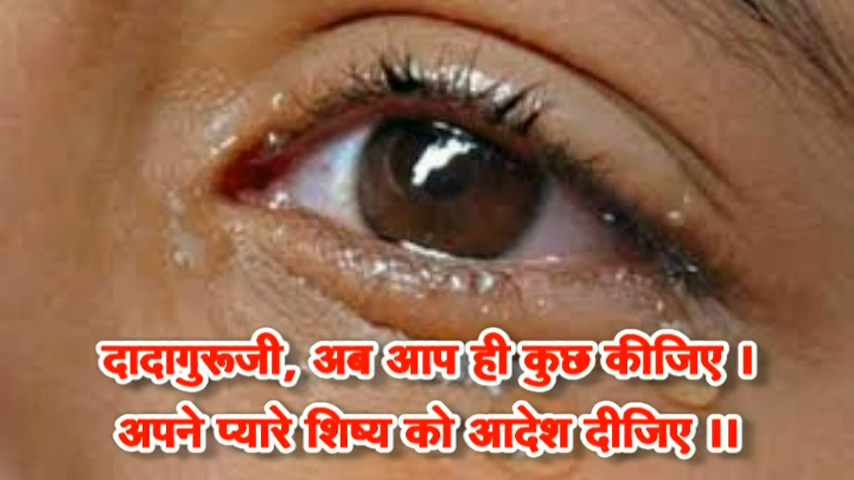 दादागुरूजी, अब आप ही कुछ कीजिए ।
अपने प्यारे शिष्य को आदेश दीजिए ।।